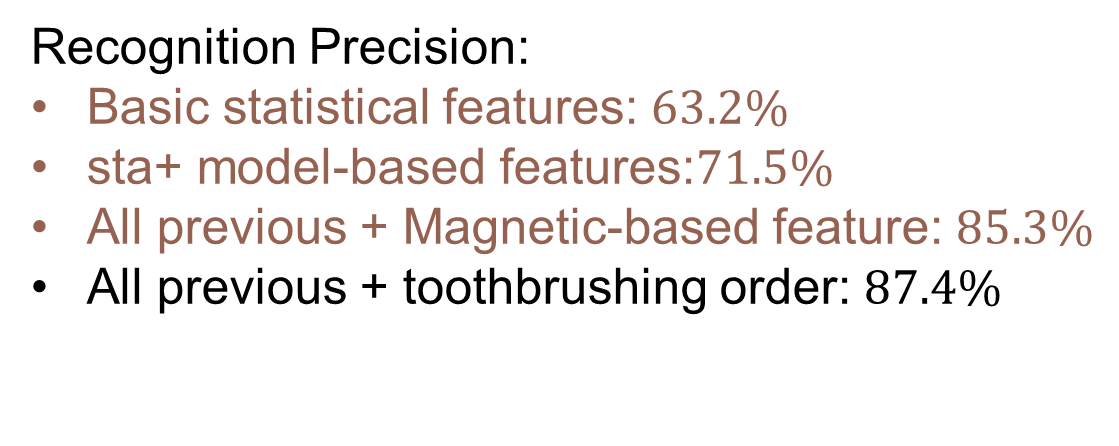 Recognition Precision:
• Basic statistical features: 63.2%
• sta+ model-based features:71.5%
• All previous + Magnetic-based feature: 85.3%
• All previous + toothbrushing order: 87.4%